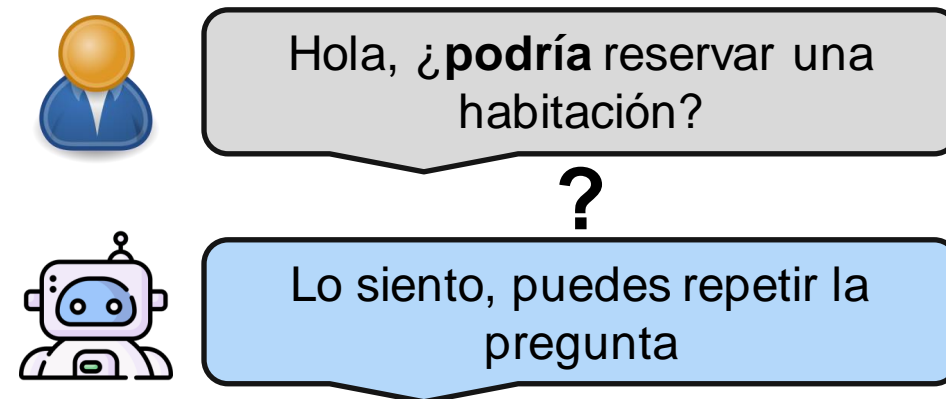 Hola, ¿podría reservar una
habitación?
?
Lo siento, puedes repetir la
pregunta